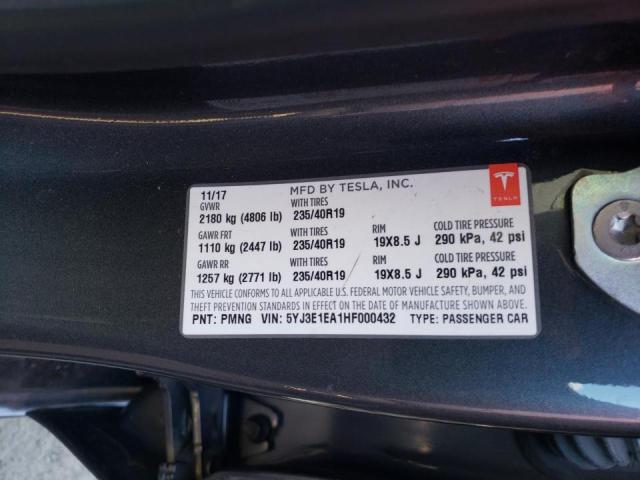 11/17 MFD BY TESLA, INC.
GVWR WITH TIRES
2180 kg (4806 lb) 235/40R19
GAWR FRT WITH TIRES RIM COLD TIRE PRESSURE
1110 kg (2447 lb) 235/40R19 19X8.5 J 290 kPa, 42 psi
GAWR RR WITH TIRES RIM COLD TIRE PRESSURE
1257 kg (2771 lb) 235/40R19 19X8.5 J 290 kPa, 42 psi
THIS VEHICLE CONFORMS TO ALL APPLICABLE U.S. FEDERAL MOTOR VEHICLE SAFETY, BUMPER, AND
THEFT PREVENTION STANDARDS IN EFFECT ON THE DATE OF MANUFACTURE SHOWN ABOVE.
PNT: PMNG VIN: 5YJ3E1EA1HF000432 TYPE: PASSENGER CAR
TESLA